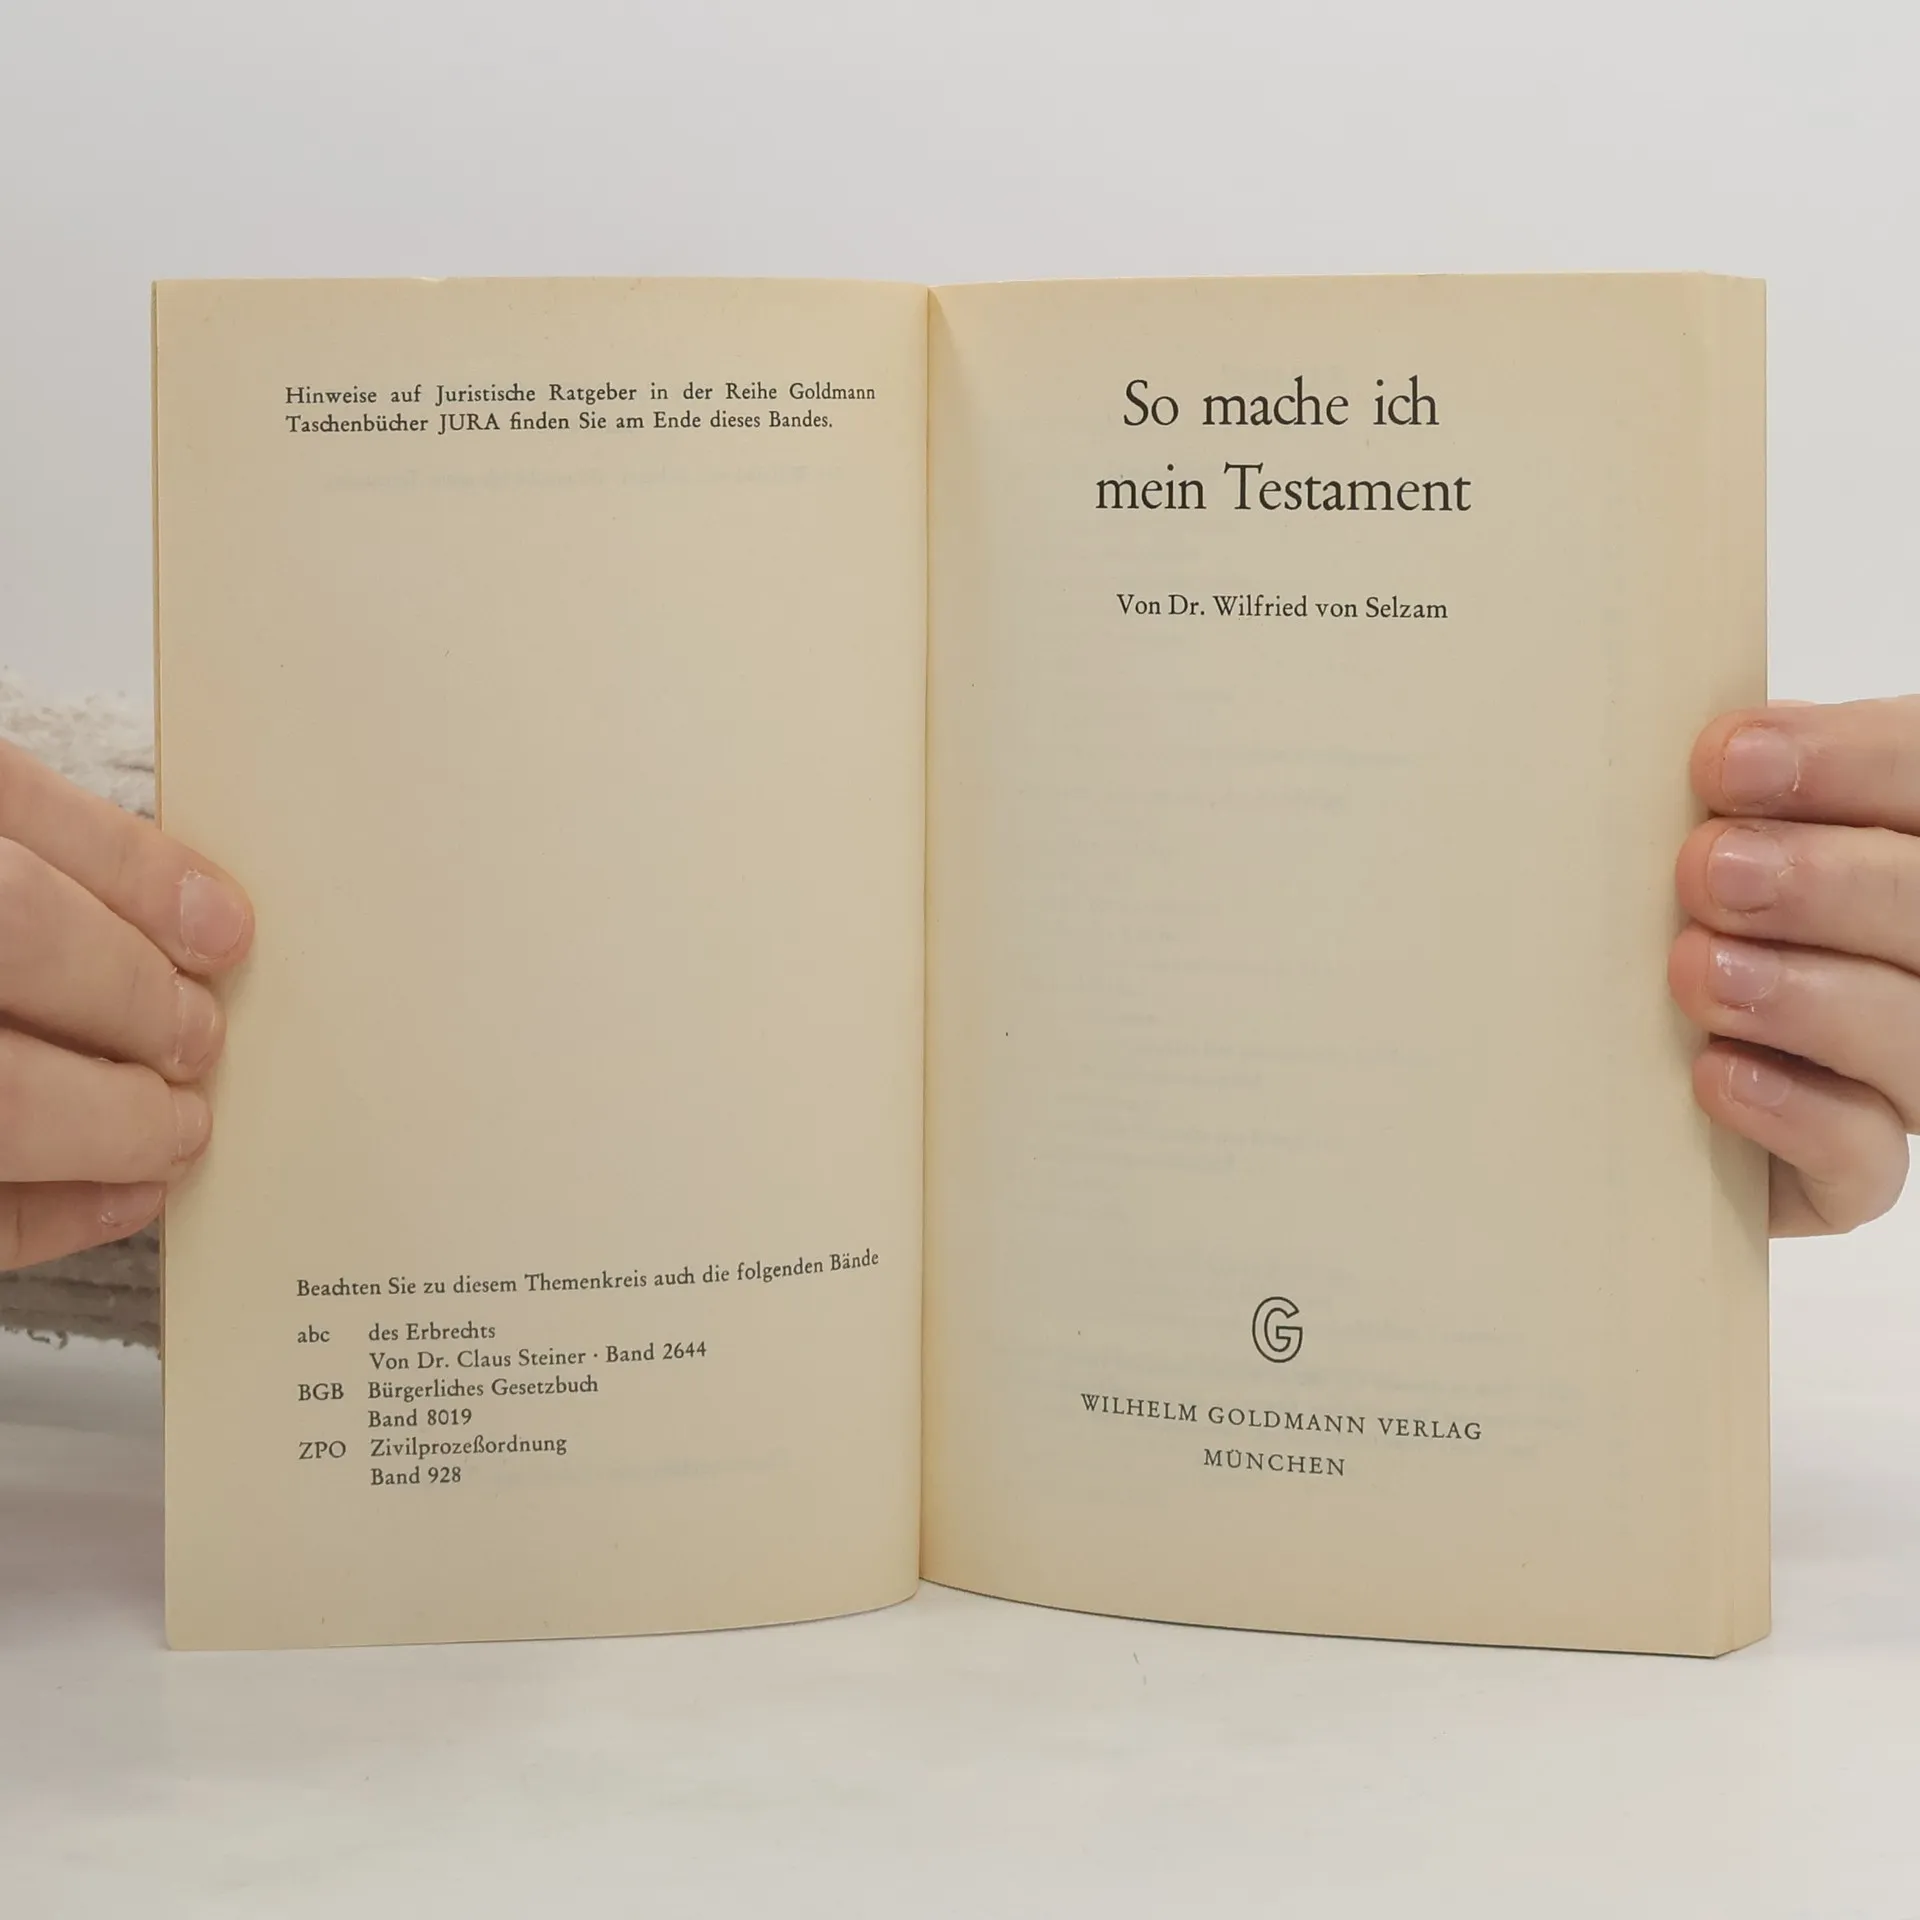 Hinweise auf Juristische Ratgeber in der Reihe Goldmann
Taschenbücher JURA finden Sie am Ende dieses Bandes.
Beachten Sie zu diesem Themenkreis auch die folgenden Bände
abc des Erbrechts
Von Dr. Claus Steiner · Band 2644
BGB Bürgerliches Gesetzbuch
Band 8019
ZPO Zivilprozeßordnung
Band 928
So mache ich
mein Testament
Von Dr. Wilfried von Selzam
G
WILHELM GOLDMANN VERLAG
MÜNCHEN